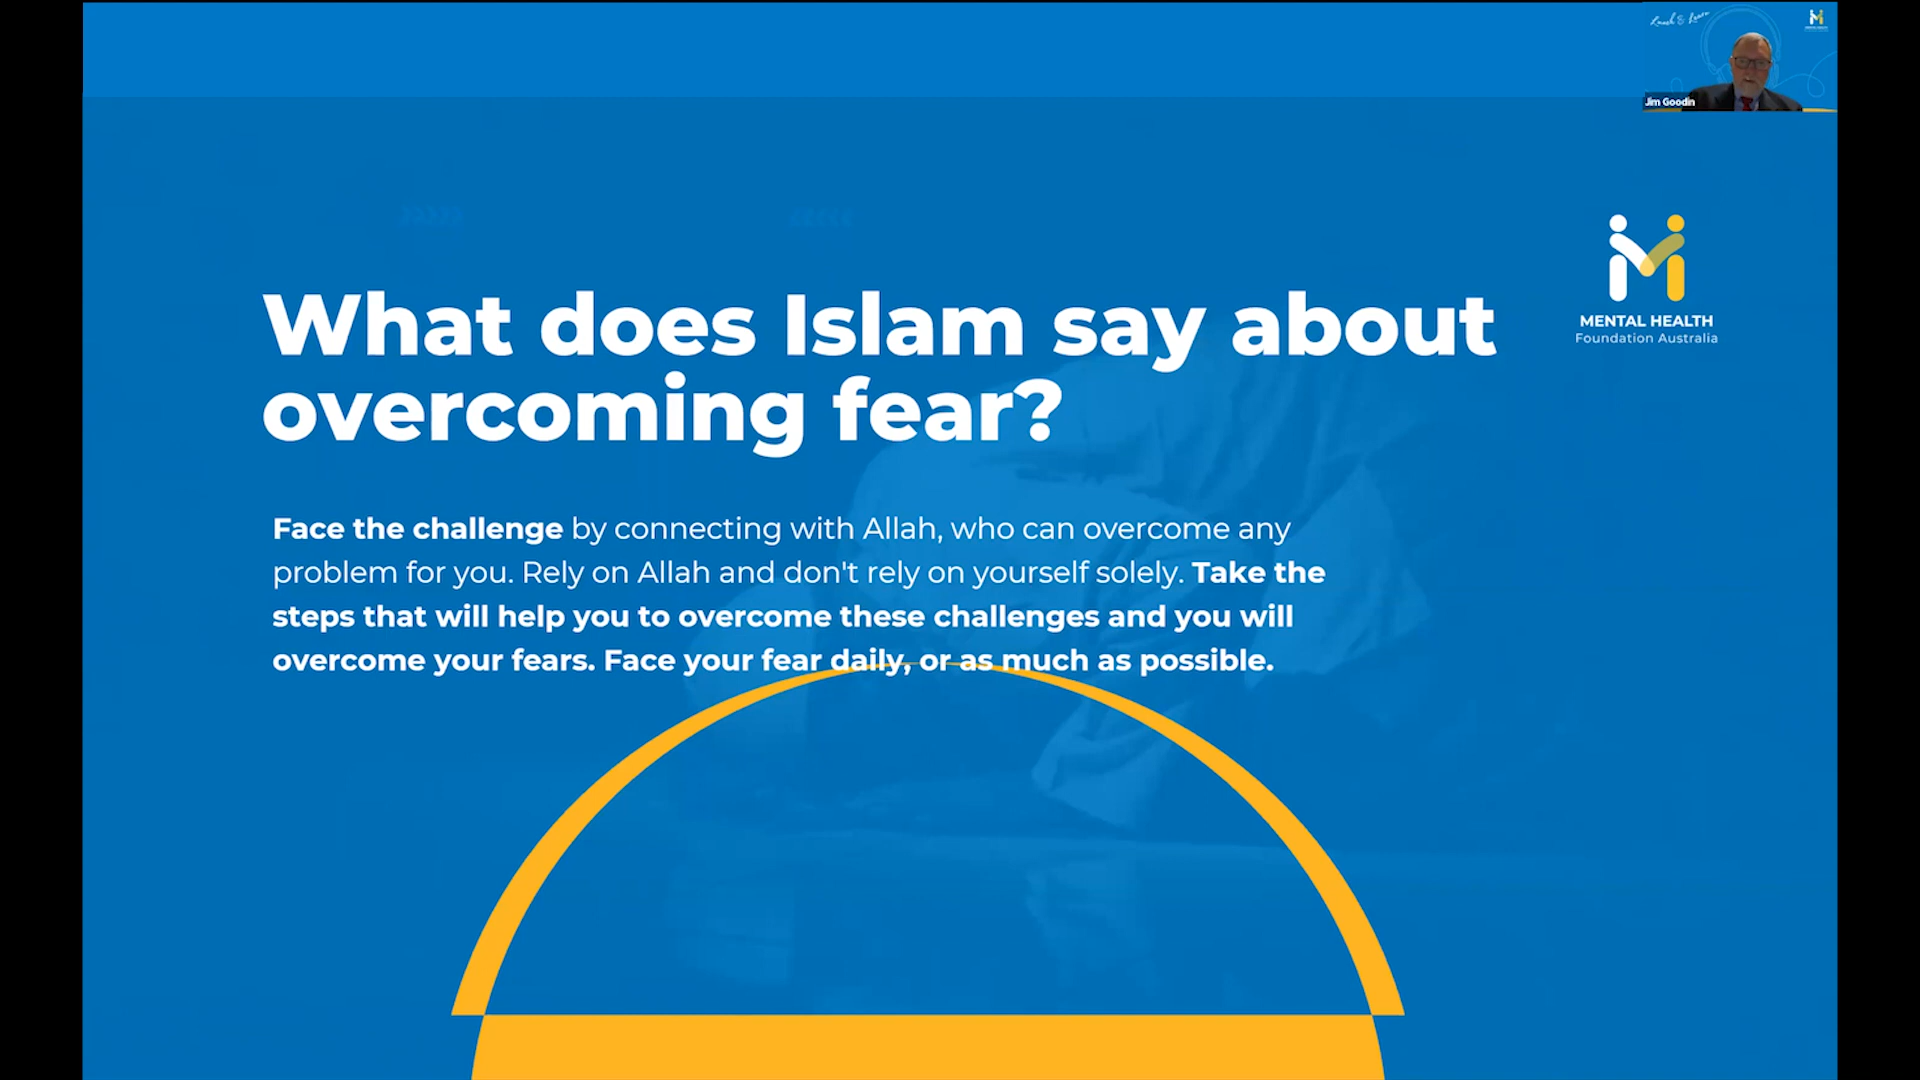 Lunch & Learn
Jim Goodin
What does Islam say about
overcoming fear?
MENTAL HEALTH
Foundation Australia
Face the challenge by connecting with Allah, who can overcome any
problem for you. Rely on Allah and don't rely on yourself solely. Take the
steps that will help you to overcome these challenges and you will
overcome your fears. Face your fear daily, or as much as possible.